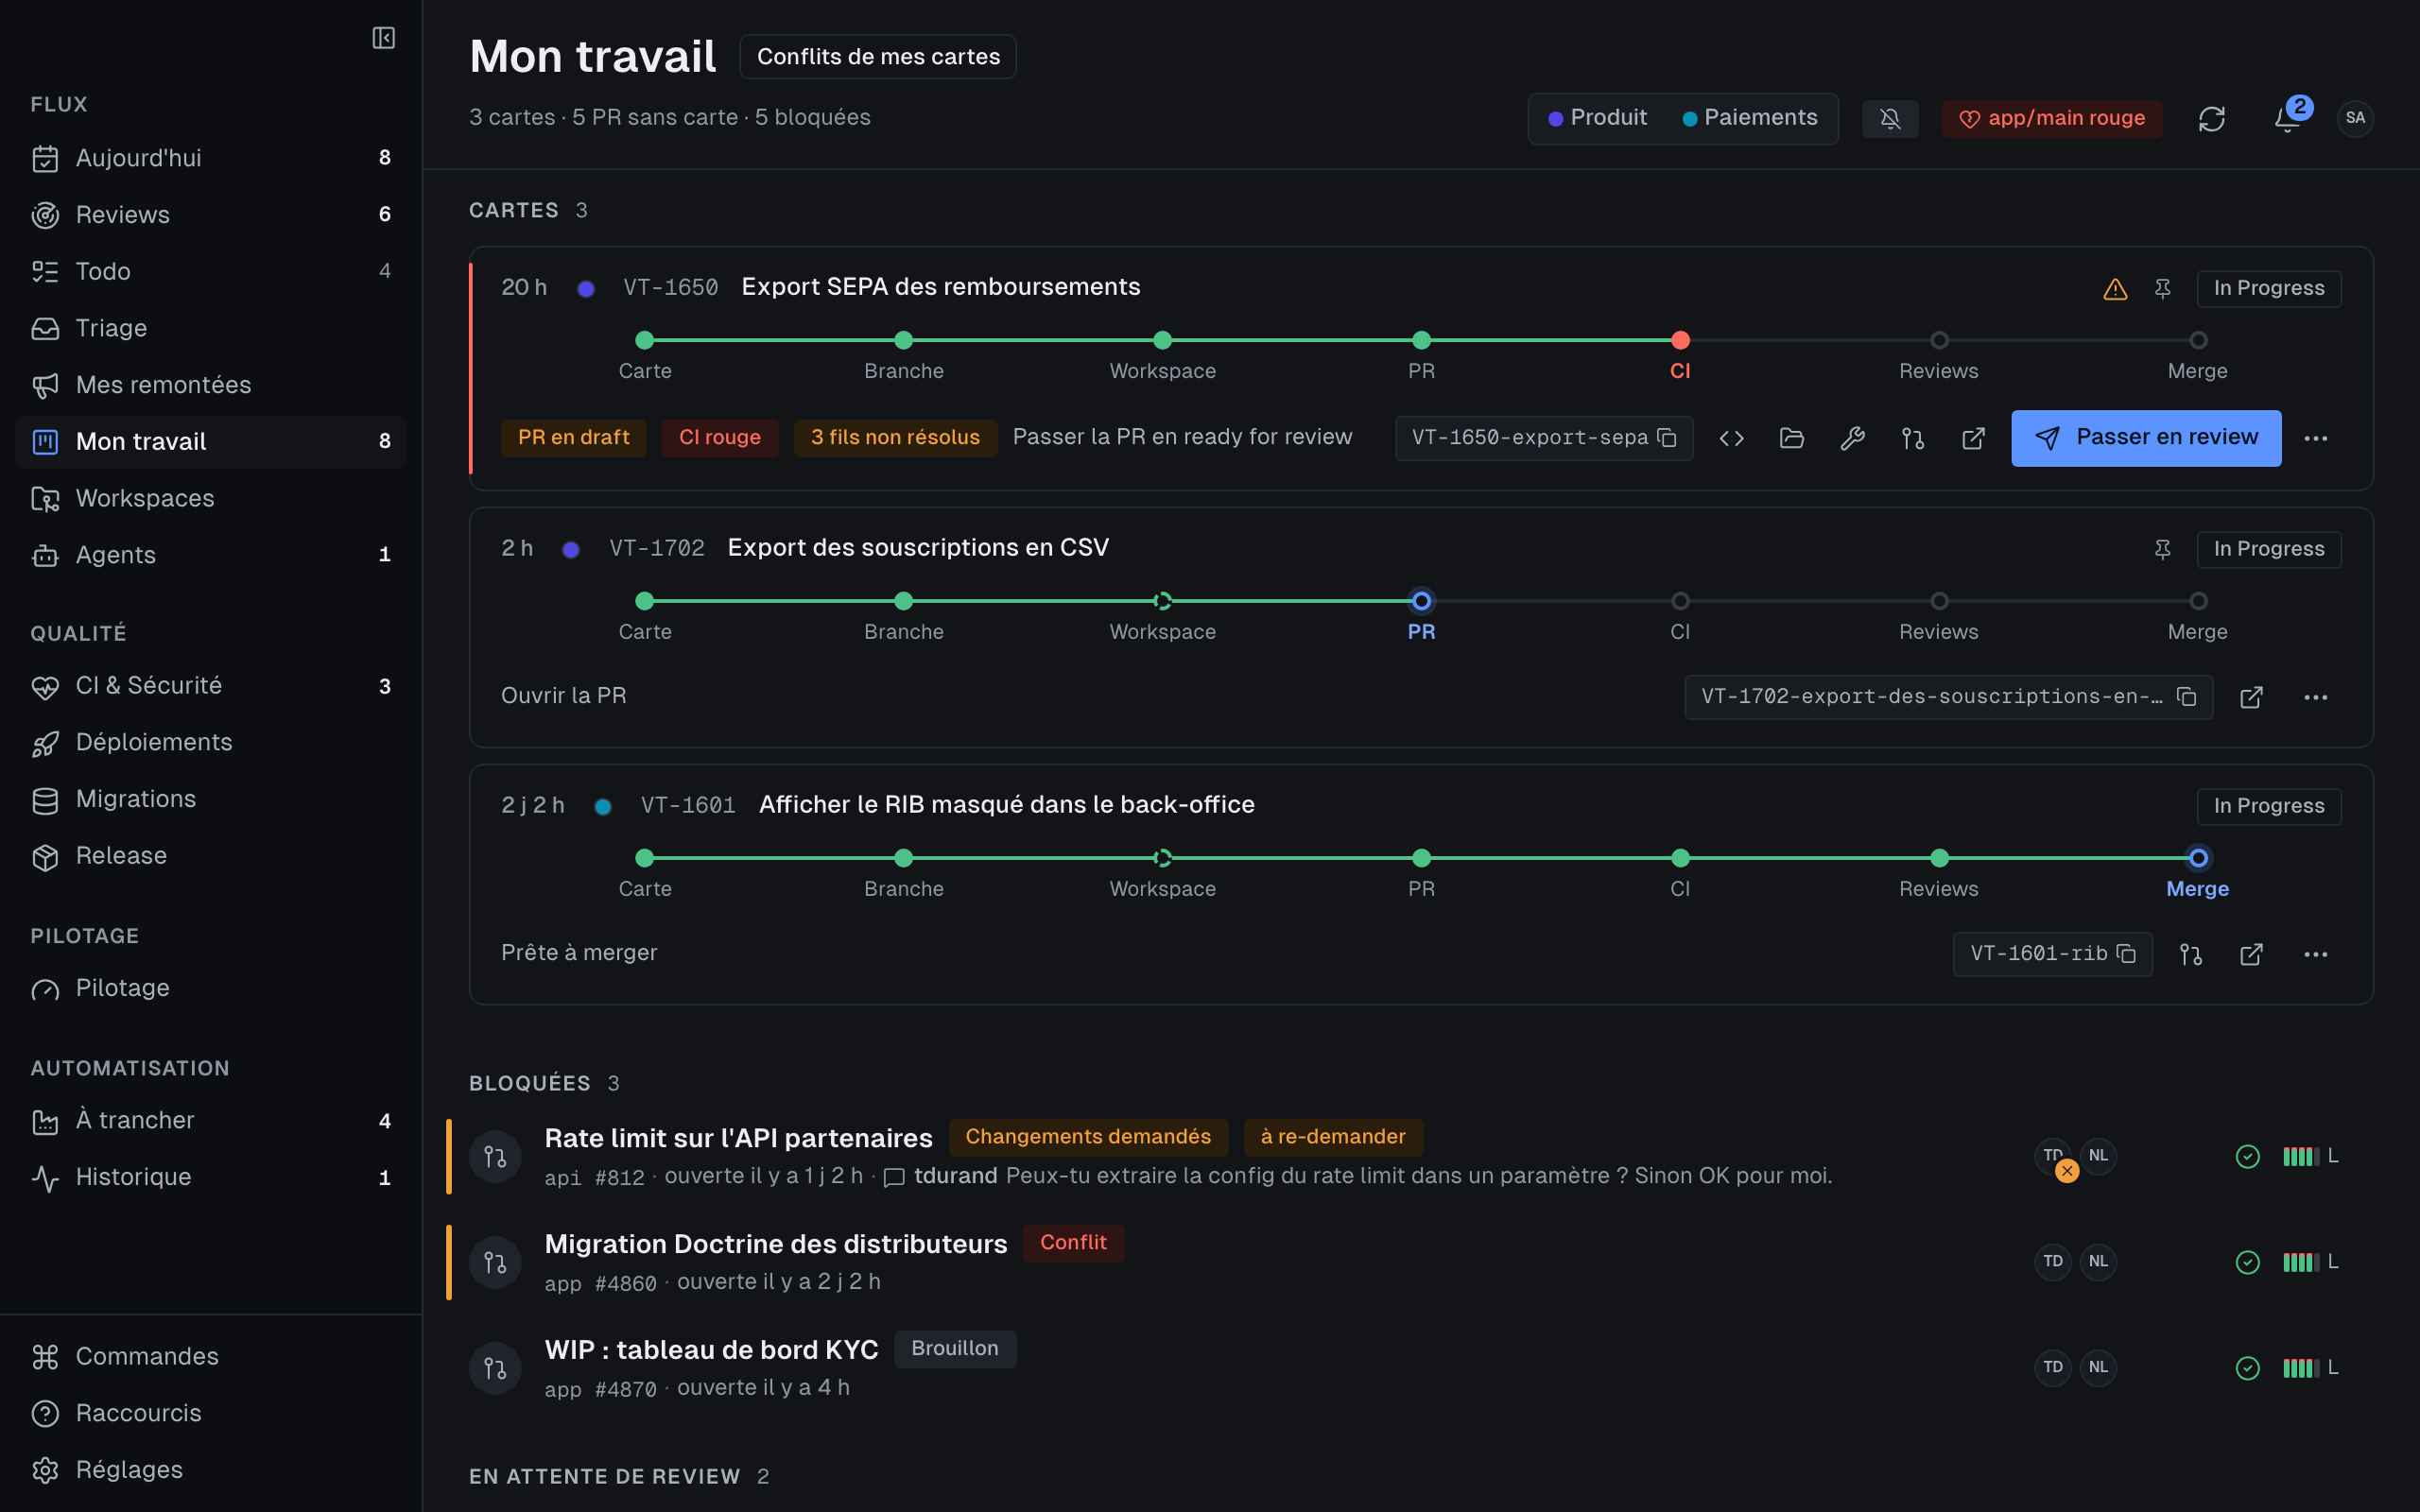 FLUX
Aujourd'hui 8
Reviews 6
Todo 4
Triage
Mes remontées
Mon travail 8
Workspaces
Agents 1
QUALITÉ
CI & Sécurité 3
Déploiements
Migrations
Release
PILOTAGE
Pilotage
AUTOMATISATION
À trancher 4
Historique 1
Commandes
Raccourcis
Réglages
Mon travail Conflits de mes cartes
3 cartes · 5 PR sans carte · 5 bloquées
Produit Paiements app/main rouge 2 SA
CARTES 3
20 h VT-1650 Export SEPA des remboursements In Progress
Carte Branche Workspace PR CI Reviews Merge
PR en draft CI rouge 3 fils non résolus Passer la PR en ready for review VT-1650-export-sepa Passer en review
2 h VT-1702 Export des souscriptions en CSV In Progress
Carte Branche Workspace PR CI Reviews Merge
Ouvrir la PR VT-1702-export-des-souscriptions-en-…
2 j 2 h VT-1601 Afficher le RIB masqué dans le back-office In Progress
Carte Branche Workspace PR CI Reviews Merge
Prête à merger VT-1601-rib
BLOQUÉES 3
Rate limit sur l'API partenaires Changements demandés à re-demander
api #812 · ouverte il y a 1 j 2 h · tdurand Peux-tu extraire la config du rate limit dans un paramètre ? Sinon OK pour moi.
TD NL L
Migration Doctrine des distributeurs Conflit
app #4860 · ouverte il y a 2 j 2 h
TD NL L
WIP : tableau de bord KYC Brouillon
app #4870 · ouverte il y a 4 h
TD NL L
EN ATTENTE DE REVIEW 2